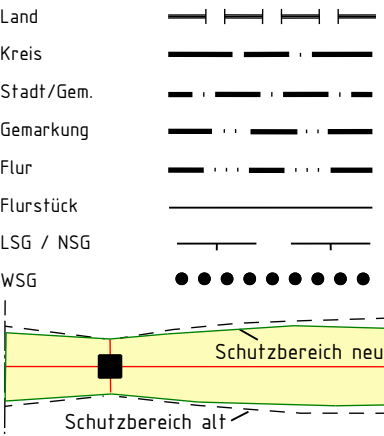 Land
Kreis
Stadt/Gem.
Gemarkung
Flur
Flurstück
LSG / NSG
WSG
Schutzbereich neu
Schutzbereich alt